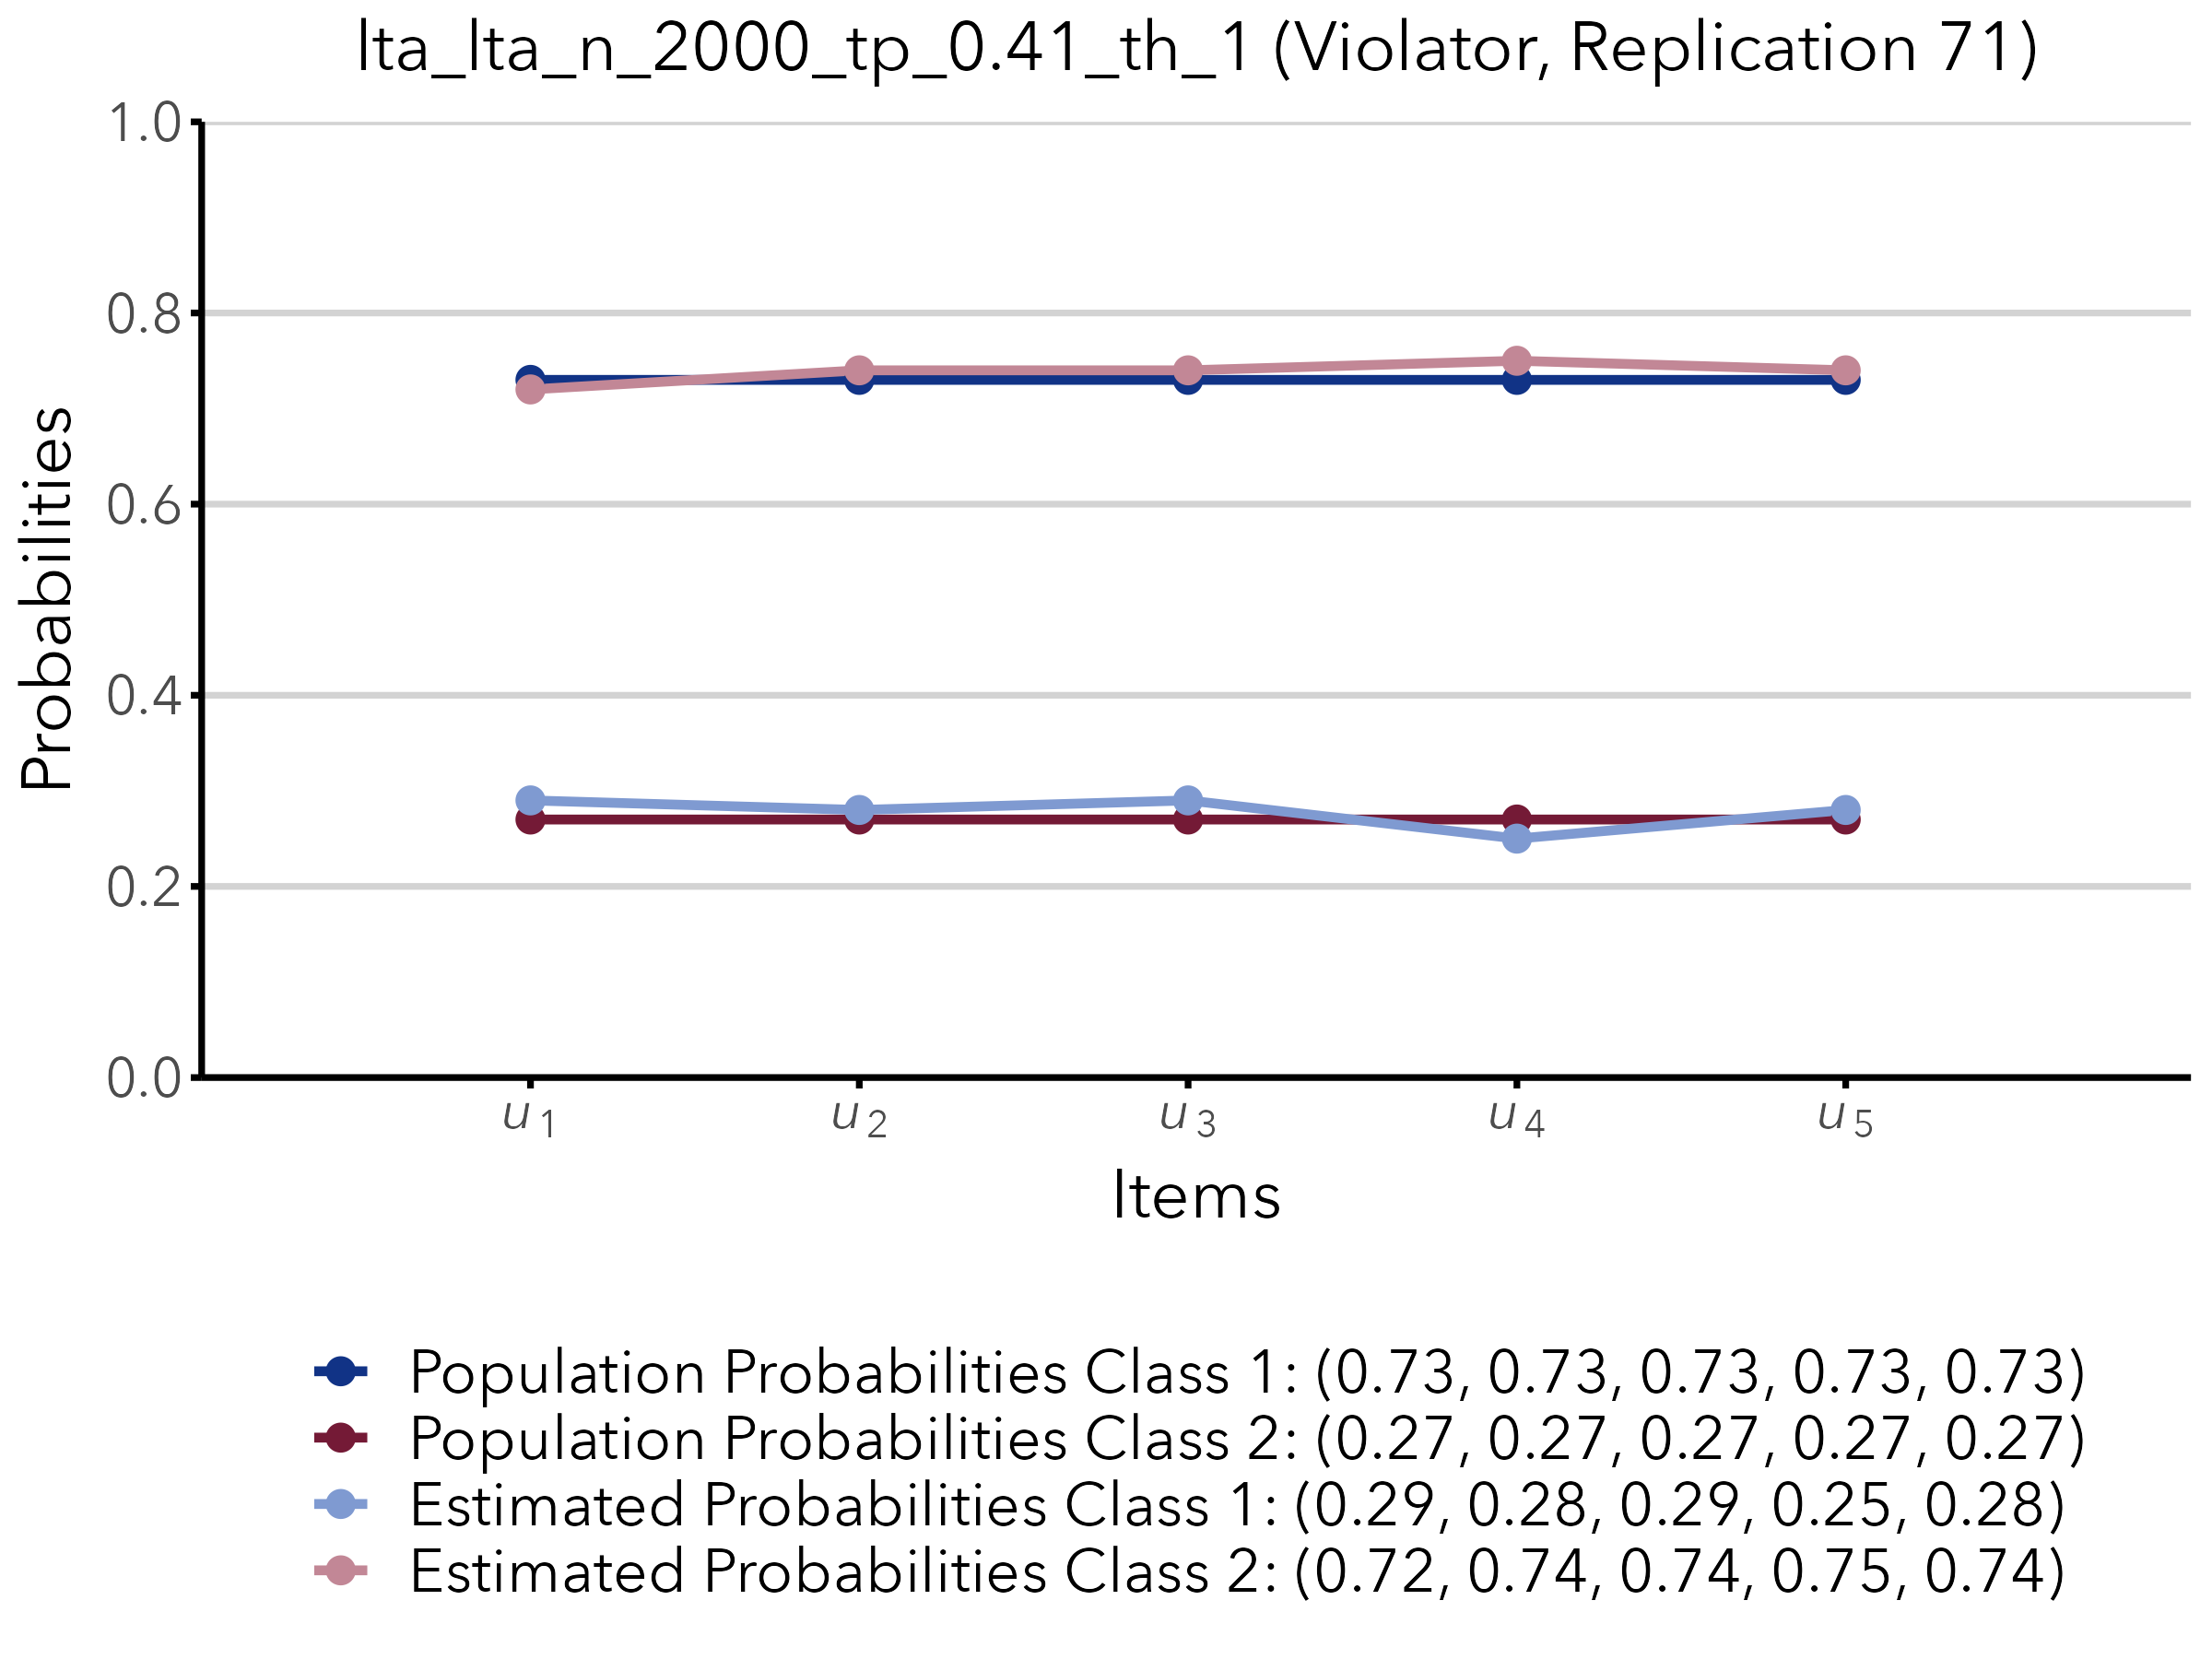 lta_lta_n_2000_tp_0.41_th_1 (Violator, Replication 71)
1.0
0.8
0.6
0.4
0.2
0.0
Probabilities
u1 u2 u3 u4 u5
Items
Population Probabilities Class 1: (0.73, 0.73, 0.73, 0.73, 0.73)
Population Probabilities Class 2: (0.27, 0.27, 0.27, 0.27, 0.27)
Estimated Probabilities Class 1: (0.29, 0.28, 0.29, 0.25, 0.28)
Estimated Probabilities Class 2: (0.72, 0.74, 0.74, 0.75, 0.74)